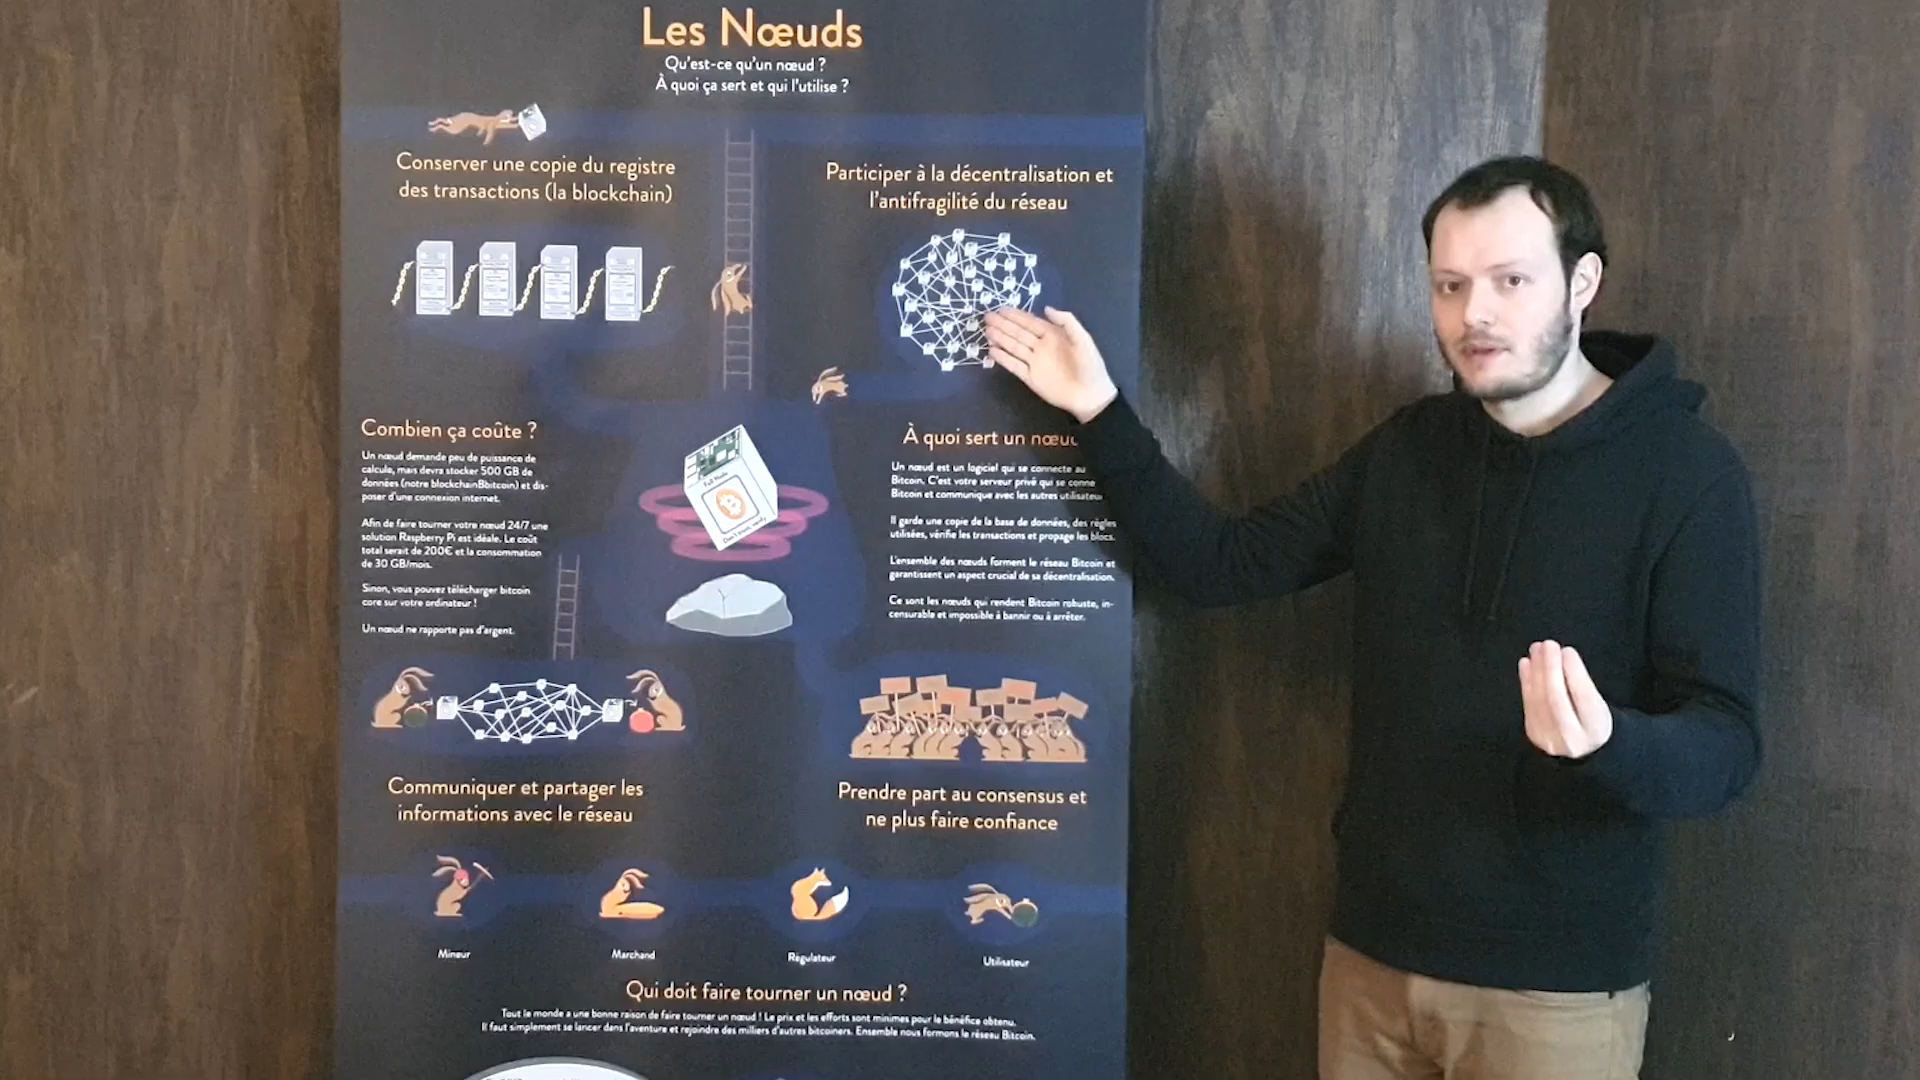 Les Nœuds
Qu'est-ce qu'un nœud ?
À quoi ça sert et qui l'utilise ?
Conserver une copie du registre
des transactions (la blockchain)
Participer à la décentralisation et
l'antifragilité du réseau
Combien ça coûte ?
Un nœud demande peu de puissance de
calcule, mais devra stocker 500 GB de
données (notre blockchainBbitcoin) et dis-
poser d'une connexion internet.
Afin de faire tourner votre nœud 24/7 une
solution Raspberry Pi est idéale. Le coût
total serait de 200€ et la consommation
de 30 GB/mois.
Sinon, vous pouvez télécharger bitcoin
core sur votre ordinateur !
Un nœud ne rapporte pas d'argent.
Full Node
Don't trust, verify
À quoi sert un
Un nœud est un logiciel qui se connecte au
Bitcoin. C'est votre serveur privé qui se
Bitcoin et communique avec les autres
Il garde une copie de la base de données, des règles
utilisées, vérifie les transactions et propage les blocs.
L'ensemble des nœuds forment le réseau Bitcoin et
garantissent un aspect crucial de sa décentralisation.
Ce sont les nœuds qui rendent Bitcoin robuste, in-
censurable et impossible à bannir ou à arrêter.
Communiquer et partager les
informations avec le réseau
Prendre part au consensus et
ne plus faire confiance
Mineur
Marchand
Régulateur
Utilisateur
Qui doit faire tourner un nœud ?
Tout le monde a une bonne raison de faire tourner un nœud ! Le prix et les efforts sont minimes pour le bénéfice obtenu.
Il faut simplement se lancer dans l'aventure et rejoindre des milliers d'autres bitcoiners. Ensemble nous formons le réseau Bitcoin.